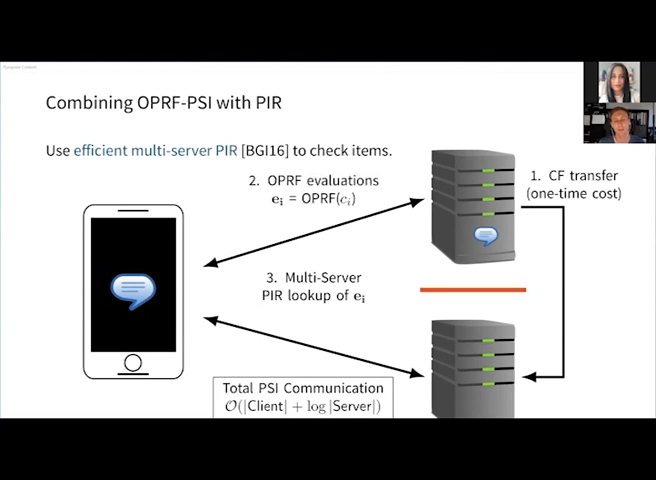 Combining OPRF-PSI with PIR
Use efficient multi-server PIR [BGI16] to check items.
2. OPRF evaluations
eᵢ = OPRF(cᵢ)
1. CF transfer
(one-time cost)
3. Multi-Server
PIR lookup of eᵢ
Total PSI Communication
O(|Client| + log |Server|)